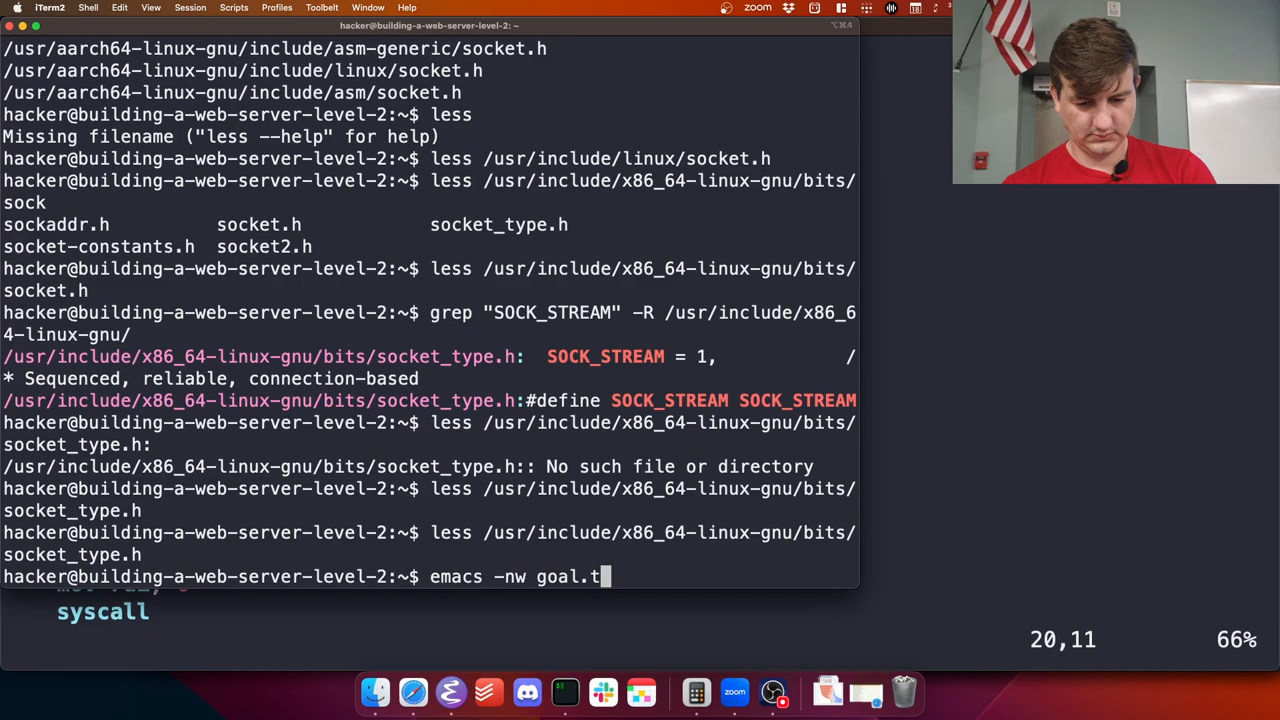 iTerm2 Shell Edit View Session Scripts Profiles Toolbelt Window Help zoom 18
hacker@building-a-web-server-level-2: ~ ⌥⌘4
/usr/aarch64-linux-gnu/include/asm-generic/socket.h
/usr/aarch64-linux-gnu/include/linux/socket.h
/usr/aarch64-linux-gnu/include/asm/socket.h
hacker@building-a-web-server-level-2:~$ less
Missing filename ("less --help" for help)
hacker@building-a-web-server-level-2:~$ less /usr/include/linux/socket.h
hacker@building-a-web-server-level-2:~$ less /usr/include/x86_64-linux-gnu/bits/
sock
sockaddr.h socket.h socket_type.h
socket-constants.h socket2.h
hacker@building-a-web-server-level-2:~$ less /usr/include/x86_64-linux-gnu/bits/
socket.h
hacker@building-a-web-server-level-2:~$ grep "SOCK_STREAM" -R /usr/include/x86_6
4-linux-gnu/
/usr/include/x86_64-linux-gnu/bits/socket_type.h: SOCK_STREAM = 1, /
* Sequenced, reliable, connection-based
/usr/include/x86_64-linux-gnu/bits/socket_type.h:#define SOCK_STREAM SOCK_STREAM
hacker@building-a-web-server-level-2:~$ less /usr/include/x86_64-linux-gnu/bits/
socket_type.h:
/usr/include/x86_64-linux-gnu/bits/socket_type.h:: No such file or directory
hacker@building-a-web-server-level-2:~$ less /usr/include/x86_64-linux-gnu/bits/
socket_type.h
hacker@building-a-web-server-level-2:~$ less /usr/include/x86_64-linux-gnu/bits/
socket_type.h
hacker@building-a-web-server-level-2:~$ emacs -nw goal.t
syscall
20,11 66%
zoom